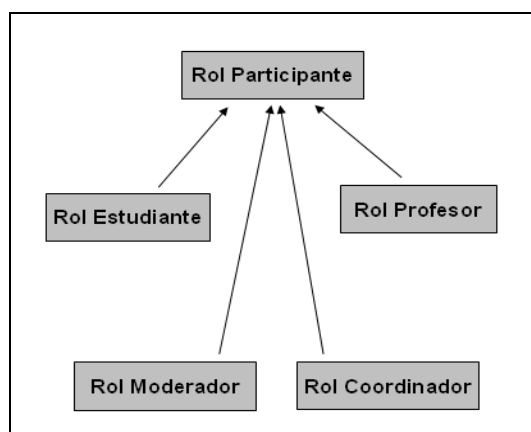 Rol Participante
Rol Estudiante
Rol Profesor
Rol Moderador
Rol Coordinador